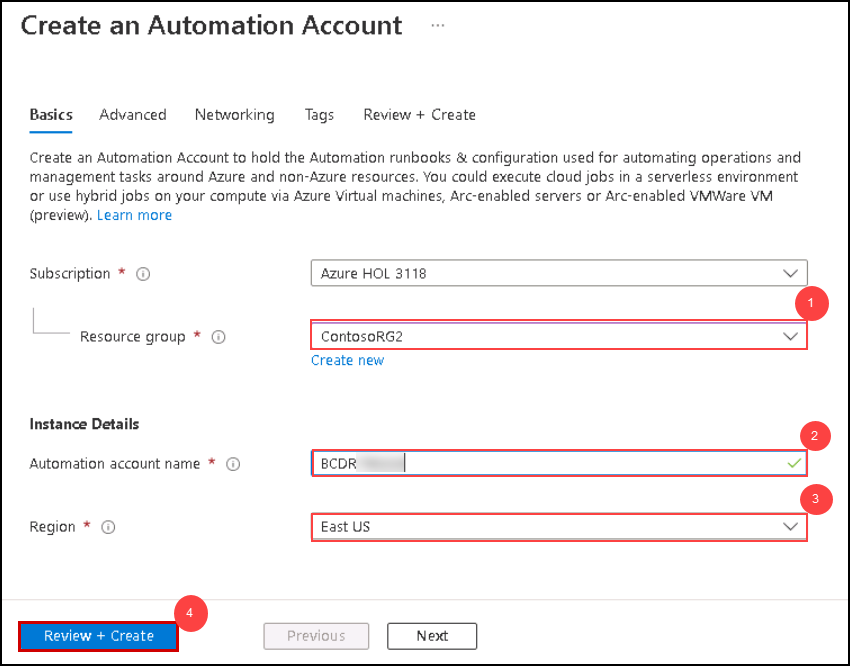 Create an Automation Account ...
Basics Advanced Networking Tags Review + Create
Create an Automation Account to hold the Automation runbooks & configuration used for automating operations and
management tasks around Azure and non-Azure resources. You could execute cloud jobs in a serverless environment
or use hybrid jobs on your compute via Azure Virtual machines, Arc-enabled servers or Arc-enabled VMWare VM
(preview). Learn more
Subscription * Azure HOL 3118
1
Resource group * ContosoRG2
Create new
Instance Details
2
Automation account name * BCDR
3
Region * East US
4
Review + Create Previous Next